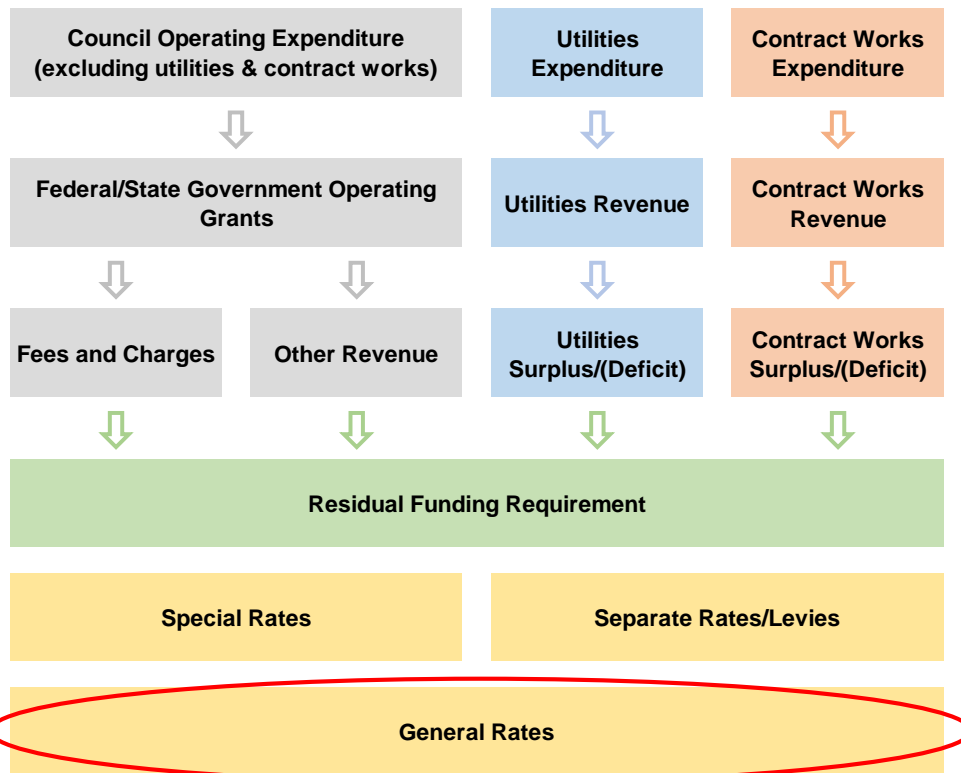 Council Operating Expenditure
(excluding utilities & contract works)
Utilities
Expenditure
Contract Works
Expenditure
Federal/State Government Operating
Grants
Utilities Revenue
Contract Works
Revenue
Fees and Charges
Other Revenue
Utilities
Surplus/(Deficit)
Contract Works
Surplus/(Deficit)
Residual Funding Requirement
Special Rates
Separate Rates/Levies
General Rates